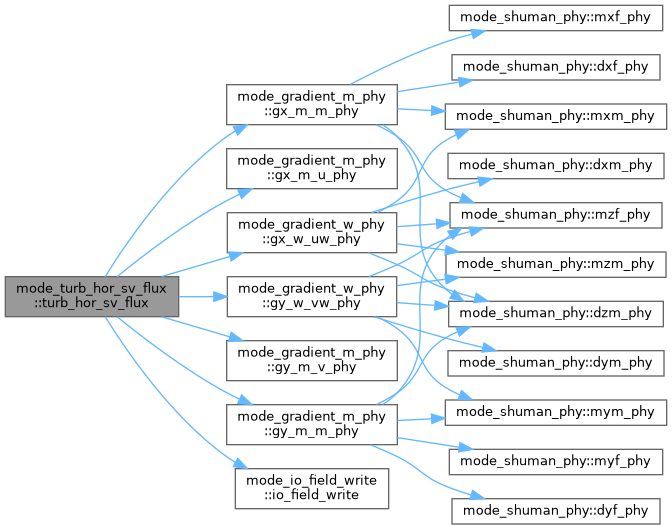 mode_turb_hor_sv_flux
::turb_hor_sv_flux
mode_gradient_m_phy
::gx_m_m_phy
mode_gradient_m_phy
::gx_m_u_phy
mode_gradient_w_phy
::gx_w_uw_phy
mode_gradient_w_phy
::gy_w_vw_phy
mode_gradient_m_phy
::gy_m_v_phy
mode_gradient_m_phy
::gy_m_m_phy
mode_io_field_write
::io_field_write
mode_shuman_phy::mxf_phy
mode_shuman_phy::dxf_phy
mode_shuman_phy::mxm_phy
mode_shuman_phy::dxm_phy
mode_shuman_phy::mzf_phy
mode_shuman_phy::mzm_phy
mode_shuman_phy::dzm_phy
mode_shuman_phy::dym_phy
mode_shuman_phy::mym_phy
mode_shuman_phy::myf_phy
mode_shuman_phy::dyf_phy